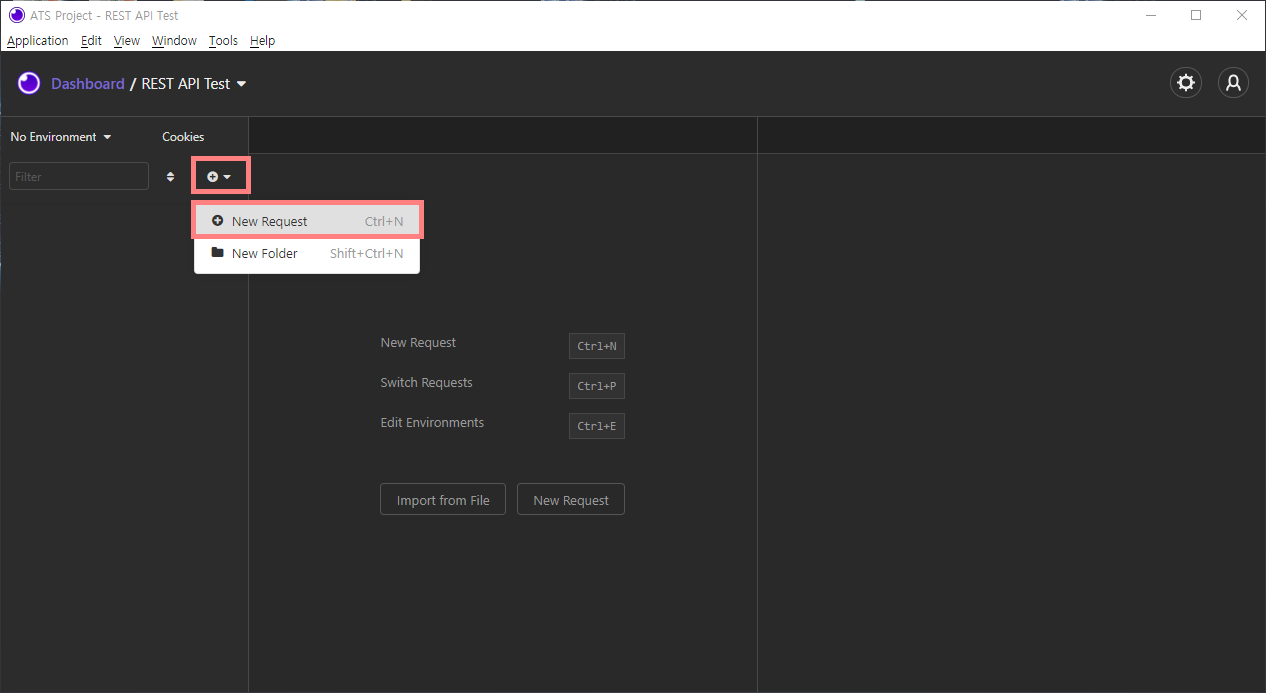 ATS Project - REST API Test
Application Edit View Window Tools Help
Dashboard / REST API Test
No Environment Cookies
Filter
New Request Ctrl+N
New Folder Shift+Ctrl+N
New Request Ctrl+N
Switch Requests Ctrl+P
Edit Environments Ctrl+E
Import from File New Request